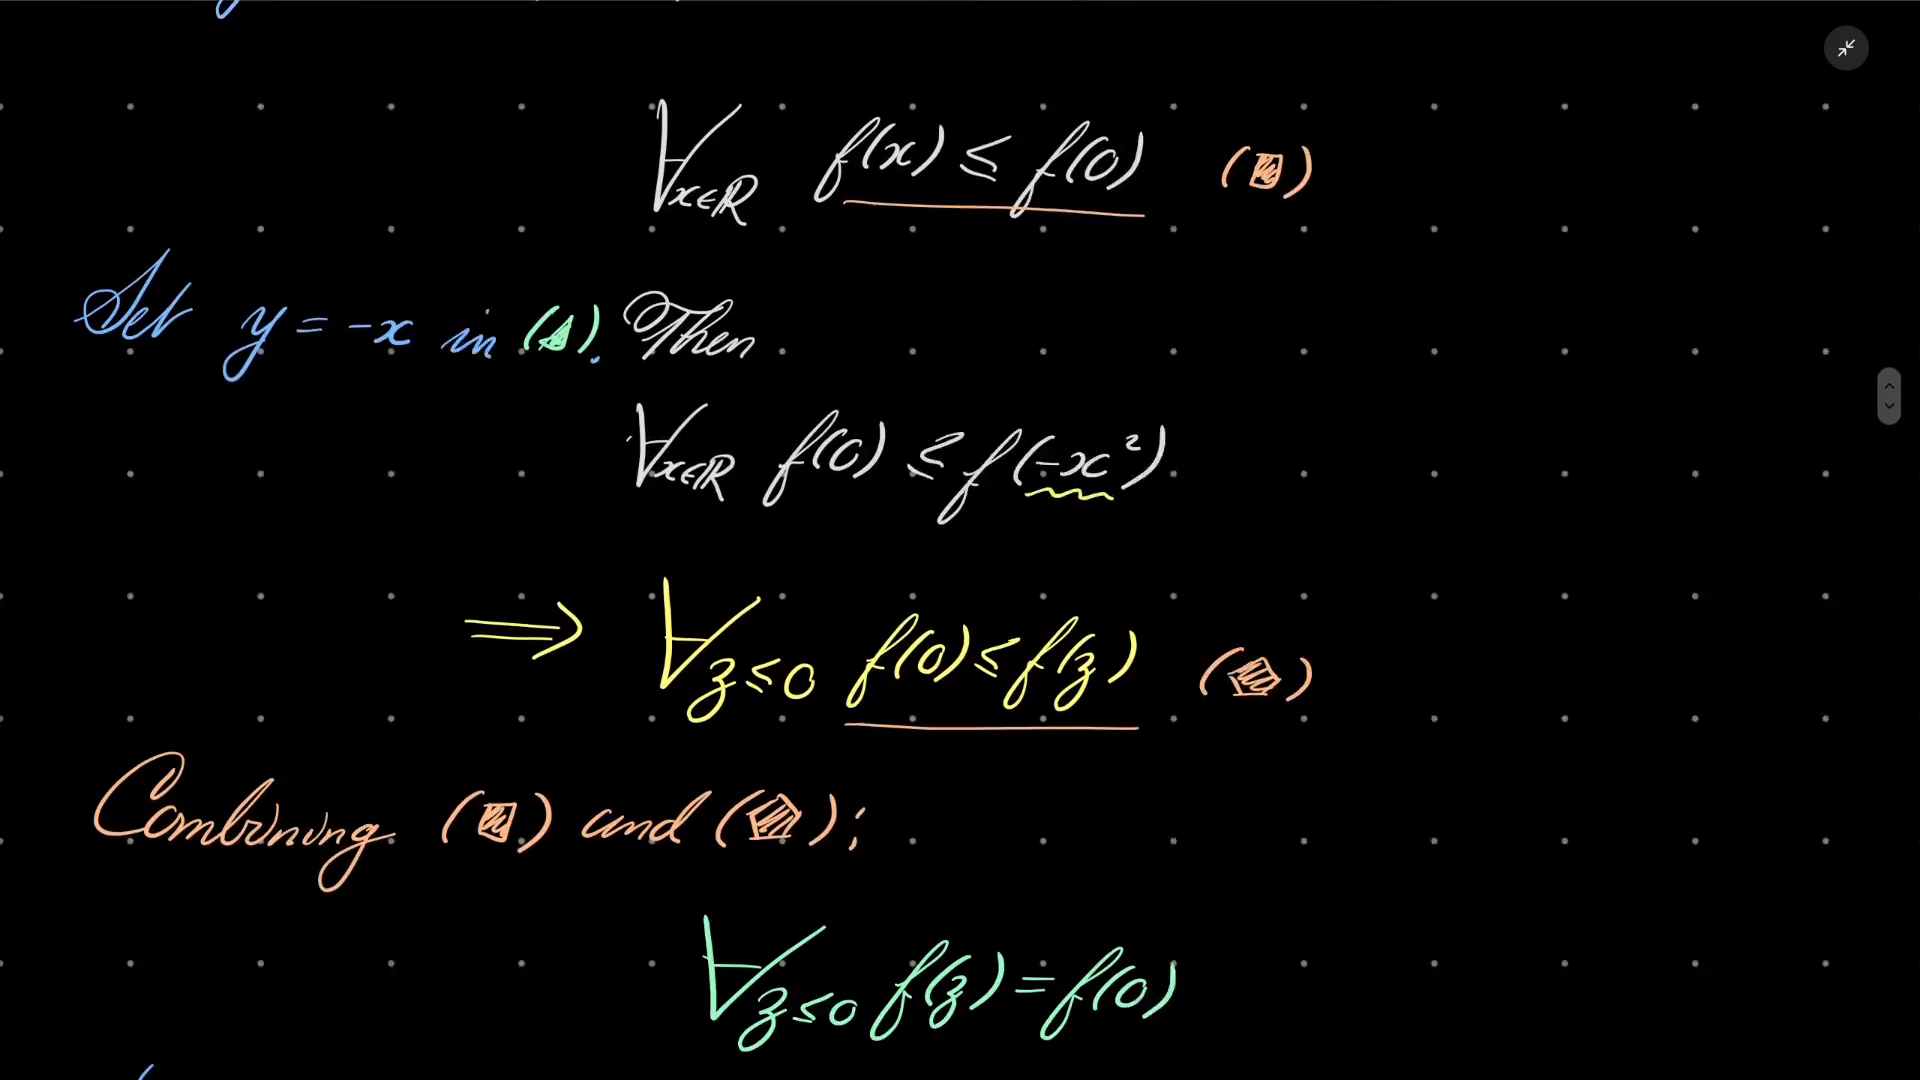 ∀x∈ℝ f(x) ≤ f(0) (■)
Set y = -x in (▲). Then
∀x∈ℝ f(0) ≤ f(-x²)
⟹ ∀z≤0 f(0) ≤ f(z) (⬟)
Combining (■) and (⬟):
∀z≤0 f(z) = f(0)